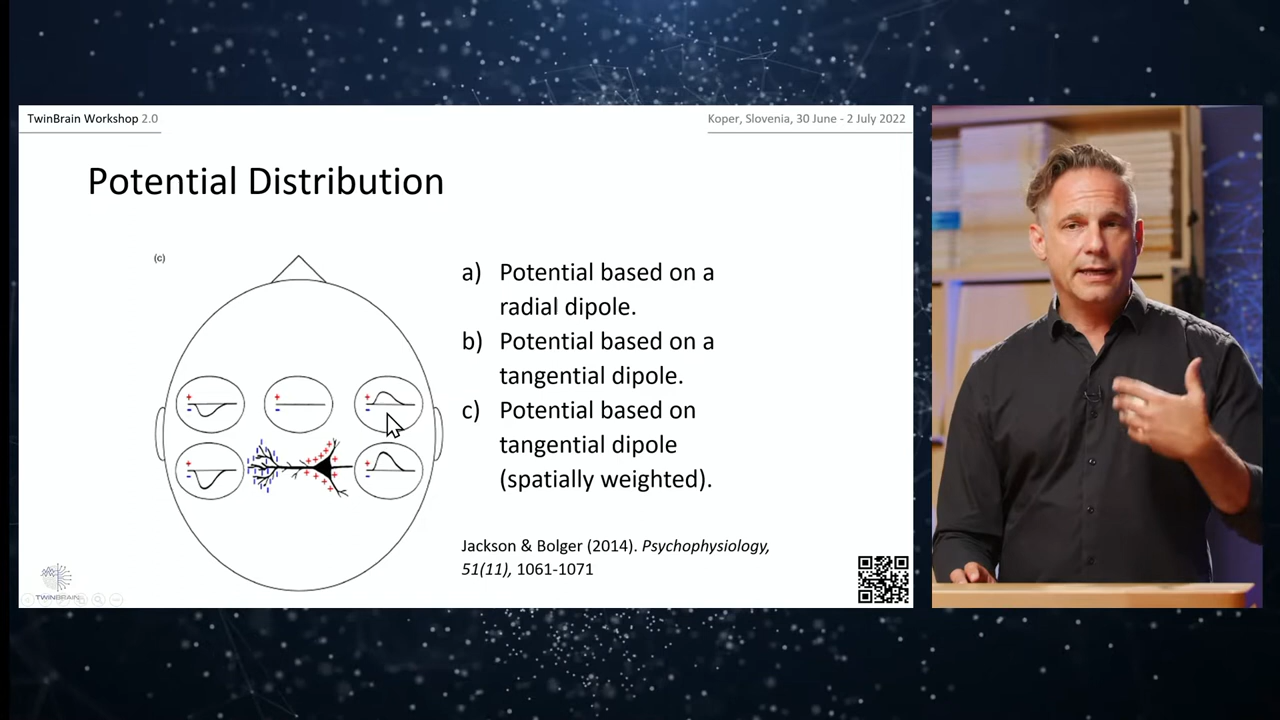 TwinBrain Workshop 2.0
Koper, Slovenia, 30 June - 2 July 2022
Potential Distribution
(c)
a) Potential based on a
radial dipole.
b) Potential based on a
tangential dipole.
c) Potential based on
tangential dipole
(spatially weighted).
Jackson & Bolger (2014). Psychophysiology,
51(11), 1061-1071
TWINBRAIN